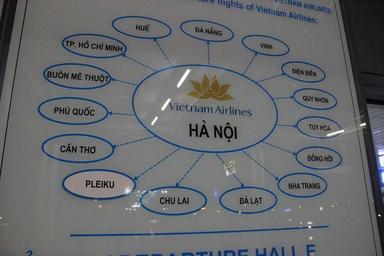 VIETNAM AIRLINES
flights of Vietnam Airlines:
HUẾ
ĐÀ NẴNG
VINH
TP. HỒ CHÍ MINH
ĐIỆN BIÊN
BUÔN MÊ THUỘT
QUY NHƠN
Vietnam Airlines
PHÚ QUỐC
HÀ NỘI
TUY HÒA
CẦN THƠ
ĐỒNG HỚI
PLEIKU
NHA TRANG
CHU LAI
ĐÀ LẠT
DEPARTURE HALL E